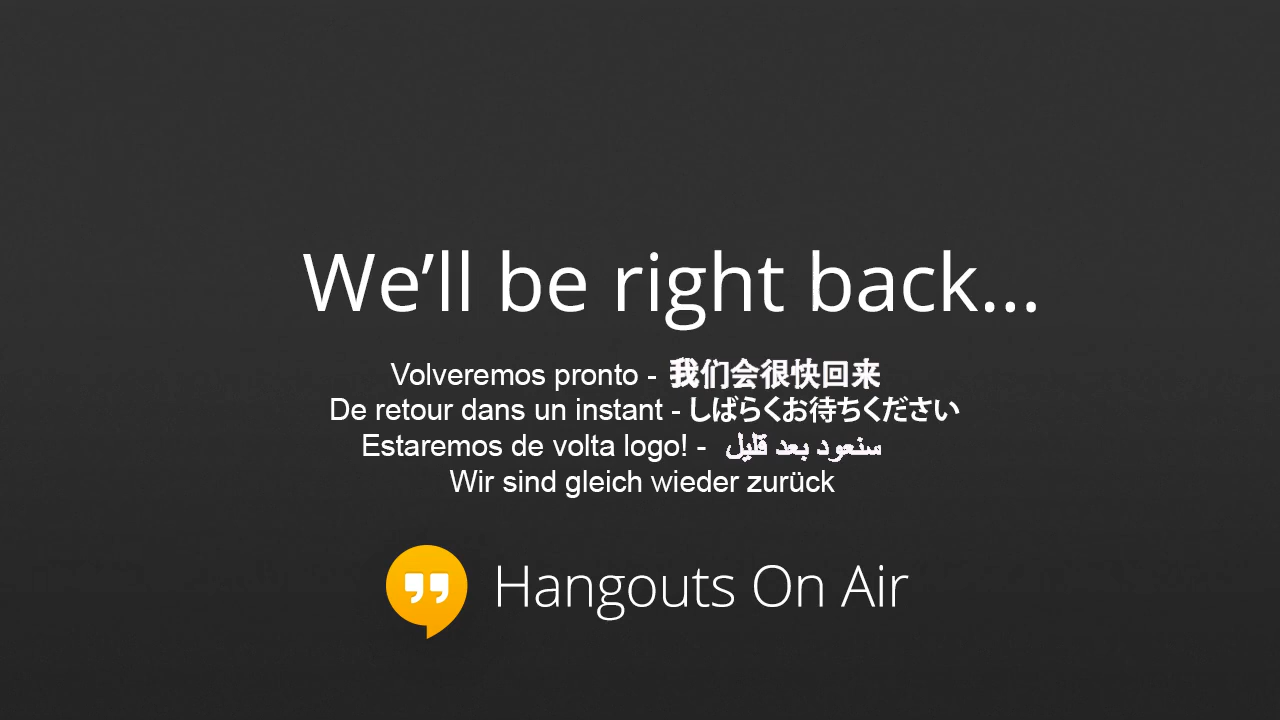 We’ll be right back...
Volveremos pronto - 我们会很快回来
De retour dans un instant - しばらくお待ちください
Estaremos de volta logo! - سنعود بعد قليل
Wir sind gleich wieder zurück
Hangouts On Air